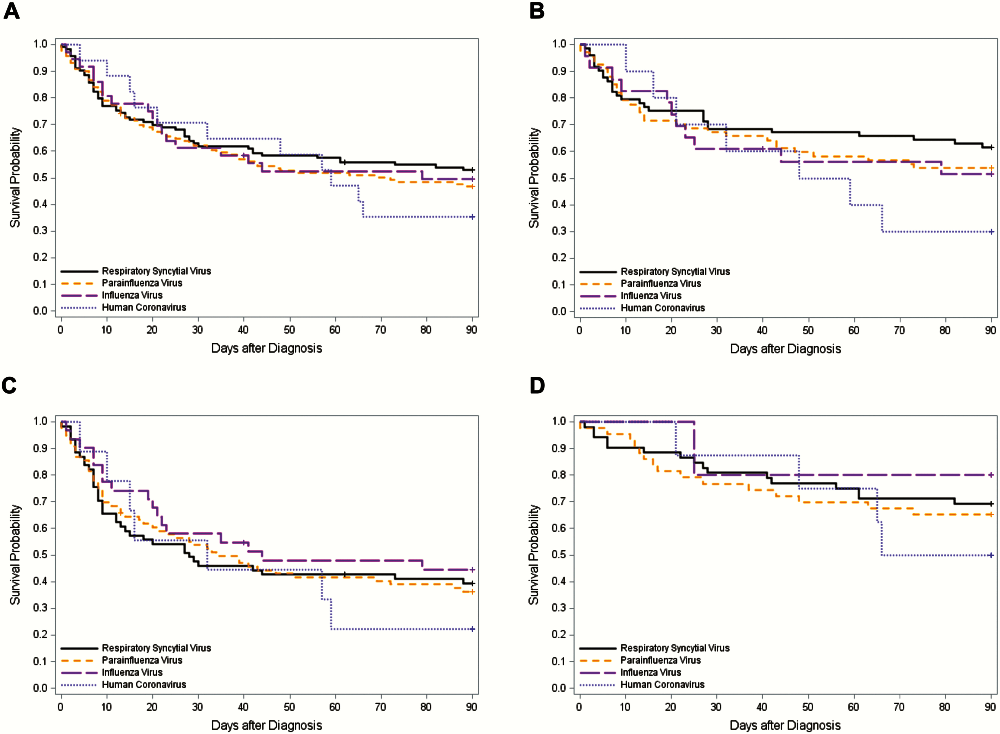 A
1.0
0.9
0.8
0.7
0.6
0.5
0.4
0.3
0.2
0.1
0.0
Survival Probability
Respiratory Syncytial Virus
Parainfluenza Virus
Influenza Virus
Human Coronavirus
0 10 20 30 40 50 60 70 80 90
Days after Diagnosis
B
1.0
0.9
0.8
0.7
0.6
0.5
0.4
0.3
0.2
0.1
0.0
Survival Probability
Respiratory Syncytial Virus
Parainfluenza Virus
Influenza Virus
Human Coronavirus
0 10 20 30 40 50 60 70 80 90
Days after Diagnosis
C
1.0
0.9
0.8
0.7
0.6
0.5
0.4
0.3
0.2
0.1
0.0
Survival Probability
Respiratory Syncytial Virus
Parainfluenza Virus
Influenza Virus
Human Coronavirus
0 10 20 30 40 50 60 70 80 90
Days after Diagnosis
D
1.0
0.9
0.8
0.7
0.6
0.5
0.4
0.3
0.2
0.1
0.0
Survival Probability
Respiratory Syncytial Virus
Parainfluenza Virus
Influenza Virus
Human Coronavirus
0 10 20 30 40 50 60 70 80 90
Days after Diagnosis